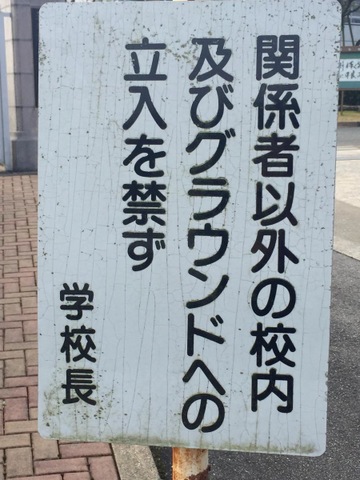 関係者以外の校内
及びグラウンドへの
立入を禁ず
学校長